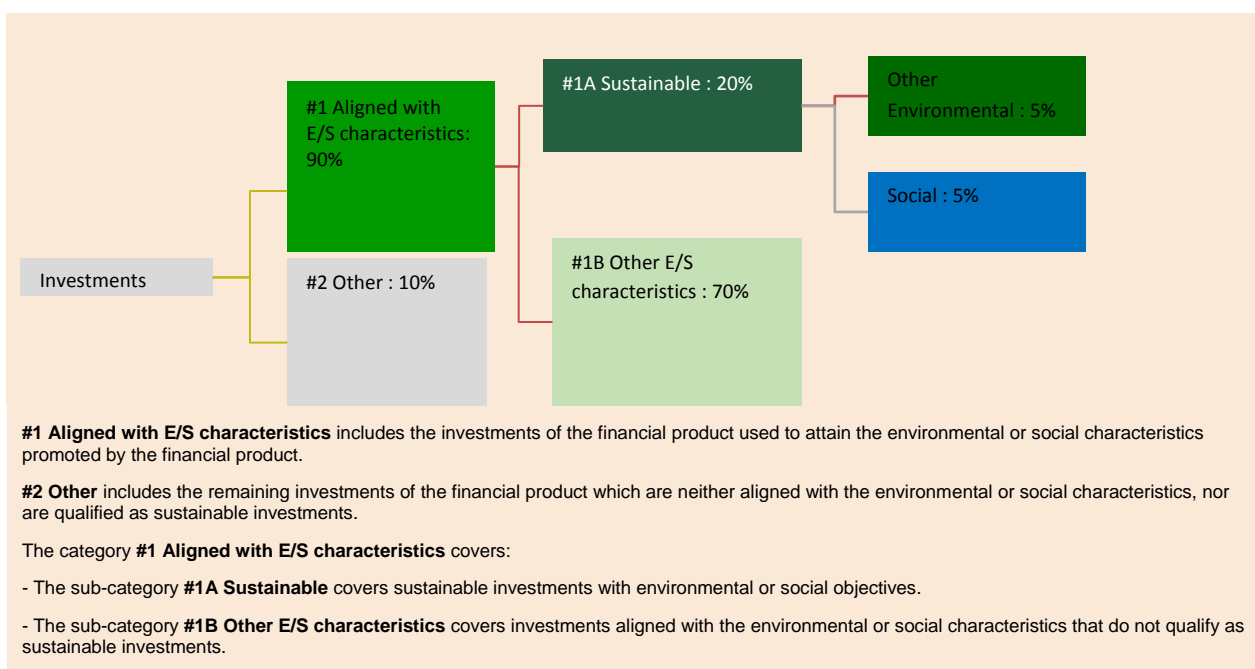 Investments
#1 Aligned with
E/S characteristics:
90%
#2 Other : 10%
#1A Sustainable : 20%
#1B Other E/S
characteristics : 70%
Other
Environmental : 5%
Social : 5%
#1 Aligned with E/S characteristics includes the investments of the financial product used to attain the environmental or social characteristics
promoted by the financial product.
#2 Other includes the remaining investments of the financial product which are neither aligned with the environmental or social characteristics, nor
are qualified as sustainable investments.
The category #1 Aligned with E/S characteristics covers:
- The sub-category #1A Sustainable covers sustainable investments with environmental or social objectives.
- The sub-category #1B Other E/S characteristics covers investments aligned with the environmental or social characteristics that do not qualify as
sustainable investments.